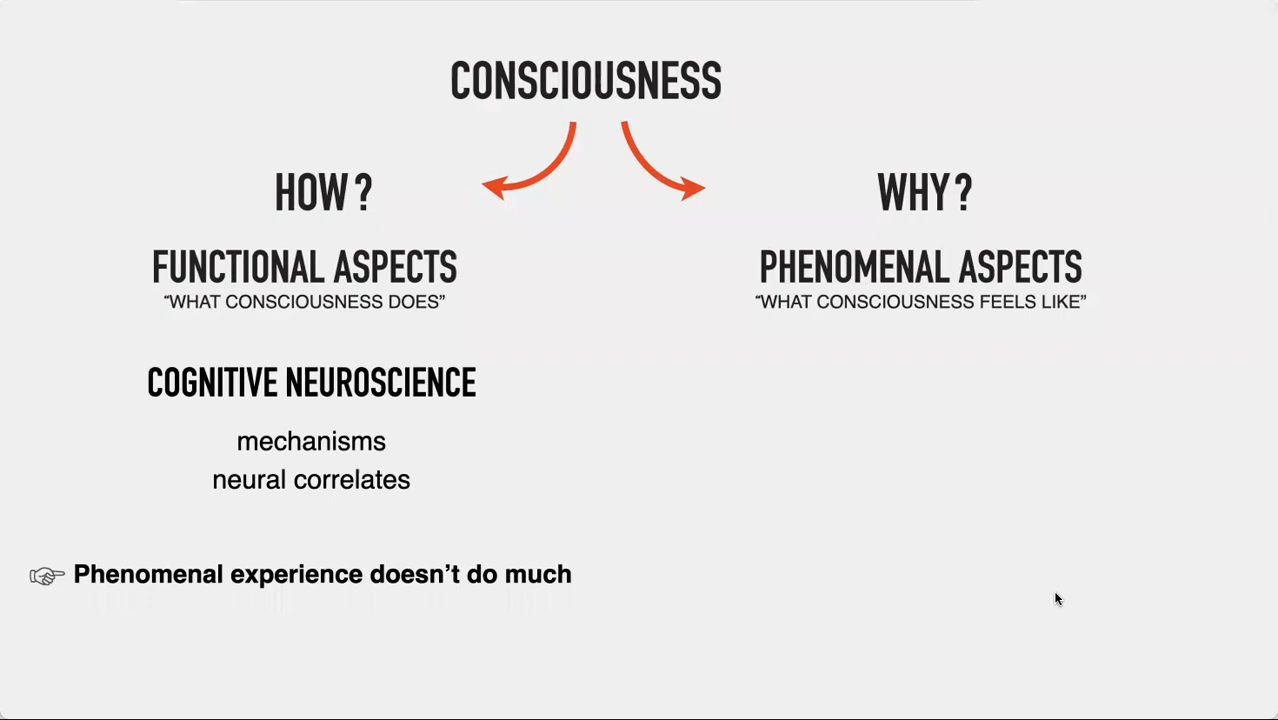 CONSCIOUSNESS
HOW?
WHY?
FUNCTIONAL ASPECTS
“WHAT CONSCIOUSNESS DOES”
PHENOMENAL ASPECTS
“WHAT CONSCIOUSNESS FEELS LIKE”
COGNITIVE NEUROSCIENCE
mechanisms
neural correlates
Phenomenal experience doesn’t do much